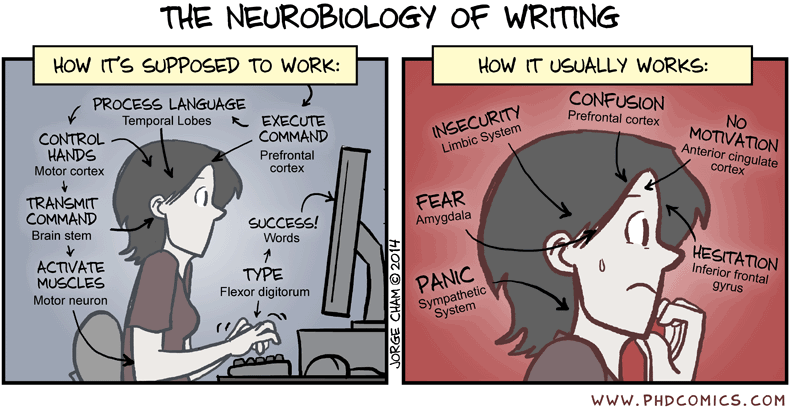 THE NEUROBIOLOGY OF WRITING
HOW IT'S SUPPOSED TO WORK:
PROCESS LANGUAGE
Temporal Lobes
EXECUTE
COMMAND
Prefrontal
cortex
CONTROL
HANDS
Motor cortex
TRANSMIT
COMMAND
Brain stem
ACTIVATE
MUSCLES
Motor neuron
TYPE
Flexor digitorum
SUCCESS!
Words
JORGE CHAM © 2014
HOW IT USUALLY WORKS:
INSECURITY
Limbic System
CONFUSION
Prefrontal cortex
NO
MOTIVATION
Anterior cingulate
cortex
FEAR
Amygdala
HESITATION
Inferior frontal
gyrus
PANIC
Sympathetic
System
WWW.PHDCOMICS.COM